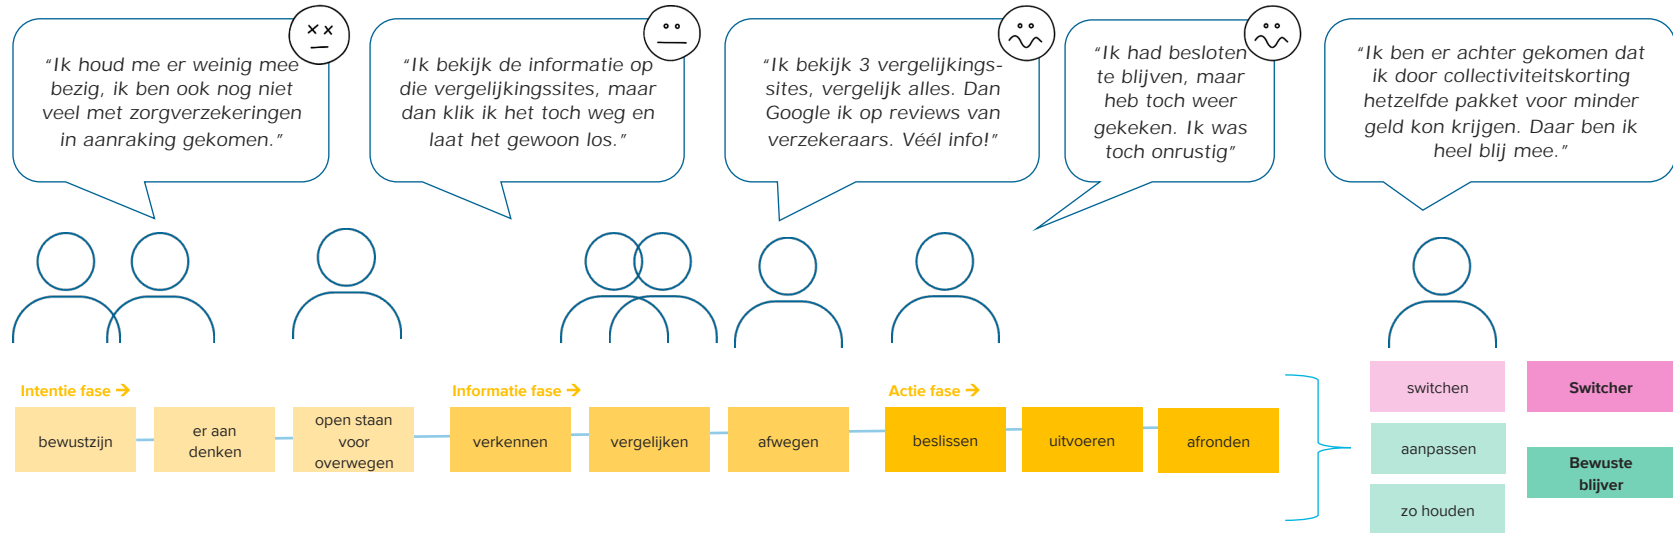 “Ik houd me er weinig mee
bezig, ik ben ook nog niet
veel met zorgverzekeringen
in aanraking gekomen.”
“Ik bekijk de informatie op
die vergelijkingssites, maar
dan klik ik het toch weg en
laat het gewoon los.”
“Ik bekijk 3 vergelijkings-
sites, vergelijk alles. Dan
Google ik op reviews van
verzekeraars. Véél info!”
“Ik had besloten
te blijven, maar
heb toch weer
gekeken. Ik was
toch onrustig”
“Ik ben er achter gekomen dat
ik door collectiviteitskorting
hetzelfde pakket voor minder
geld kon krijgen. Daar ben ik
heel blij mee.”
Intentie fase →
bewustzijn
er aan
denken
open staan
voor
overwegen
Informatie fase →
verkennen
vergelijken
afwegen
Actie fase →
beslissen
uitvoeren
afronden
switchen
aanpassen
zo houden
Switcher
Bewuste
blijver